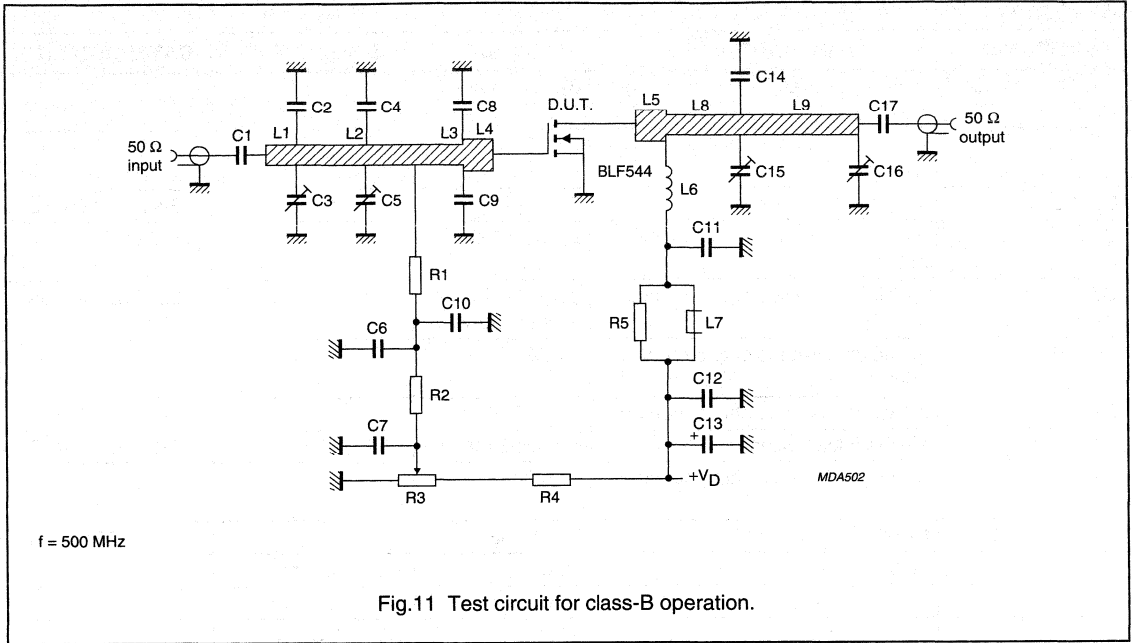 C14
L5
L8
L9
C17
50 Ω
output
C15
C16
D.U.T.
BLF544
L6
C2
C4
C8
C1
L1
L2
L3
L4
50 Ω
input
C3
C5
C9
C11
R1
C10
C6
R5
L7
R2
C12
C7
C13
+
R3
R4
+VD
MDA502
f = 500 MHz
Fig.11 Test circuit for class-B operation.